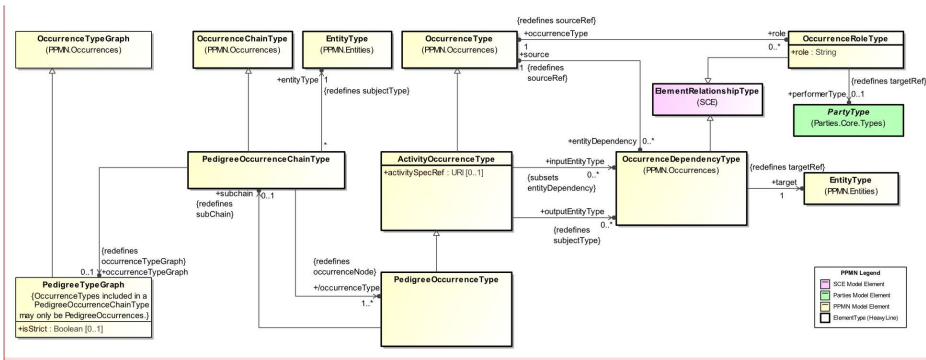 {redefines sourceRef}
OccurrenceTypeGraph
(PPMN.Occurrences)
OccurrenceChainType
(PPMN.Occurrences)
EntityType
(PPMN.Entities)
OccurrenceType
(PPMN.Occurrences)
+occurrenceType
1
+role
0..*
OccurrenceRoleType
+role : String
+source
1
{redefines
sourceRef}
+entityType
1
{redefines subjectType}
*
ElementRelationshipType
(SCE)
{redefines targetRef}
+performerType
0..1
PartyType
(Parties.Core.Types)
+entityDependency
0..*
PedigreeOccurrenceChainType
ActivityOccurrenceType
+activitySpecRef : URI [0..1]
+inputEntityType
0..*
{subsets
entityDependency}
OccurrenceDependencyType
(PPMN.Occurrences)
{redefines targetRef}
+target
1
EntityType
(PPMN.Entities)
+subchain
0..1
{redefines
subChain}
+outputEntityType
0..*
{redefines
subjectType}
{redefines
occurrenceTypeGraph}
0..1
+occurrenceTypeGraph
{redefines
occurrenceNode}
+/occurrenceType
1..*
PedigreeOccurrenceType
PedigreeTypeGraph
{OccurrenceTypes included in a
PedigreeOccurrenceChainType
may only be PedigreeOccurrences.}
+isStrict : Boolean [0..1]
PPMN Legend
SCE Model Element
Parties Model Element
PPMN Model Element
ElementType (HeavyLine)